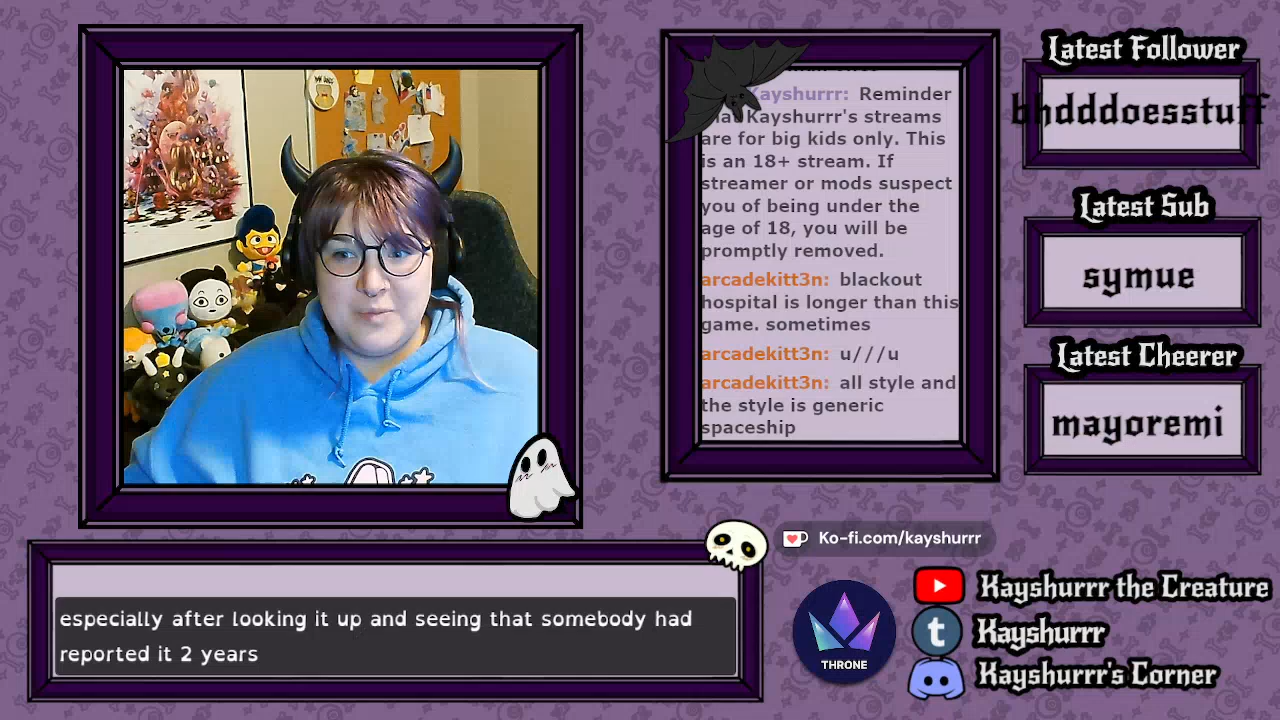 Kayshurrr: Reminder
Kayshurrr's streams
are for big kids only. This
is an 18+ stream. If
streamer or mods suspect
you of being under the
age of 18, you will be
promptly removed.
arcadekitt3n: blackout
hospital is longer than this
game. sometimes
arcadekitt3n: u///u
arcadekitt3n: all style and
the style is generic
spaceship
Latest Follower
bhdddoesstuff
Latest Sub
symue
Latest Cheerer
mayoremi
especially after looking it up and seeing that somebody had
reported it 2 years
Ko-fi.com/kayshurrr
THRONE
Kayshurrr the Creature
t
Kayshurrr
Kayshurrr's Corner